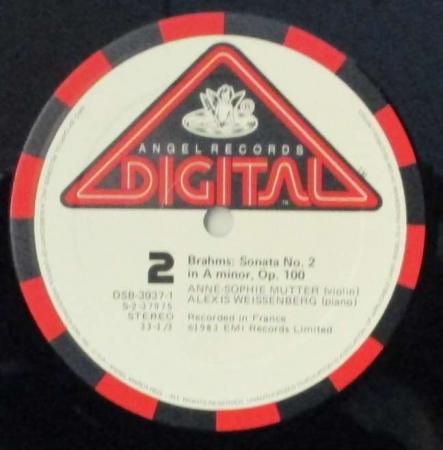 ANGEL RECORDS
DIGITAL
TM
2
Brahms: Sonata No. 2
in A minor, Op. 100
ANNE-SOPHIE MUTTER (violin)
ALEXIS WEISSENBERG (piano)
DSB-3937-1
S-2-37975
STEREO
33-1/3
Recorded in France
©1983 EMI Records Limited